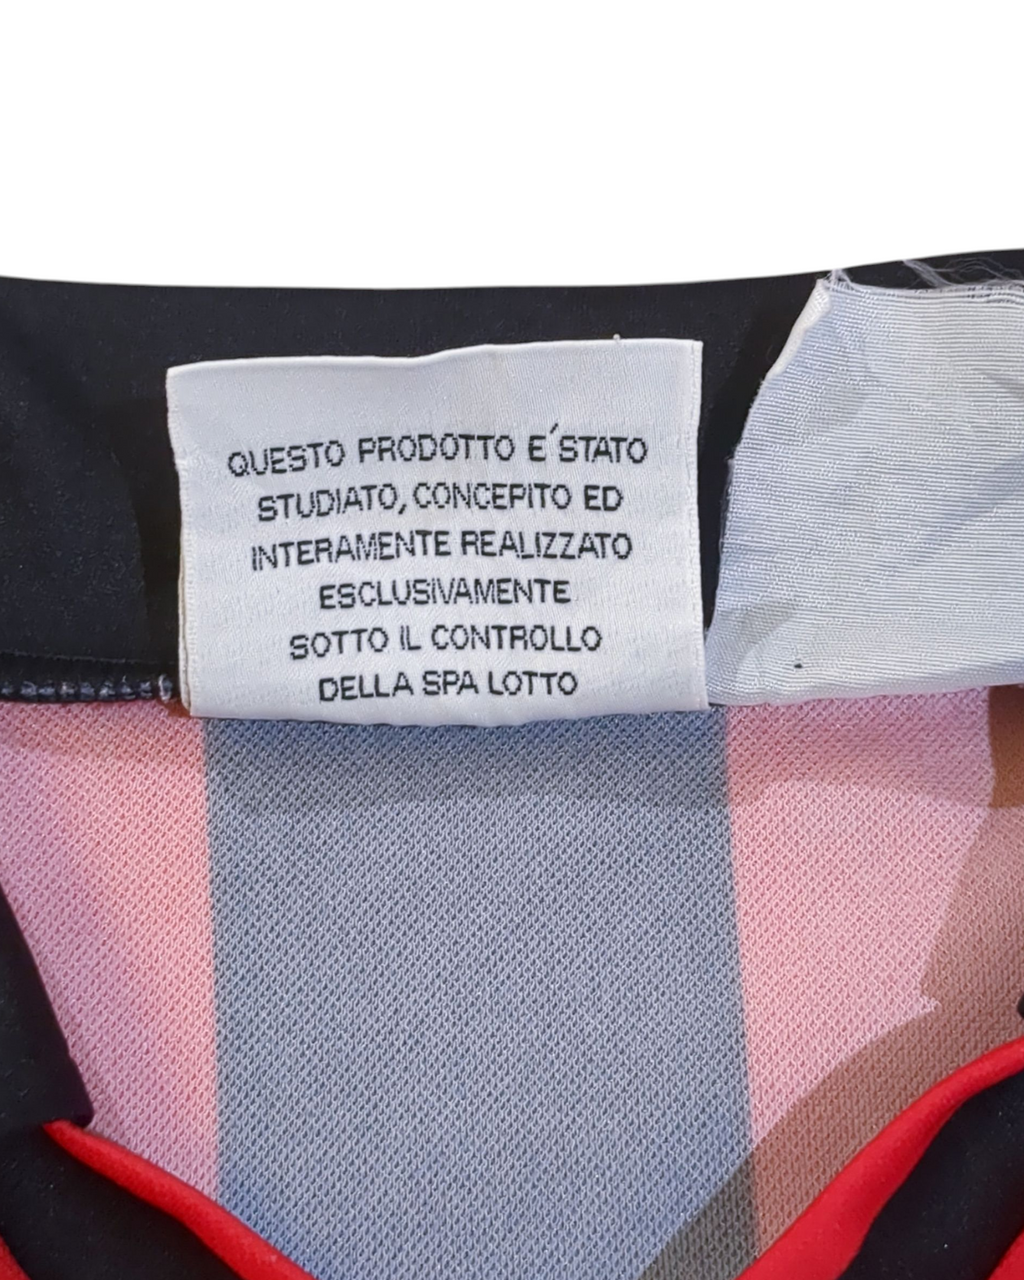 QUESTO PRODOTTO E´STATO
STUDIATO, CONCEPITO ED
INTERAMENTE REALIZZATO
ESCLUSIVAMENTE
SOTTO IL CONTROLLO
DELLA SPA LOTTO